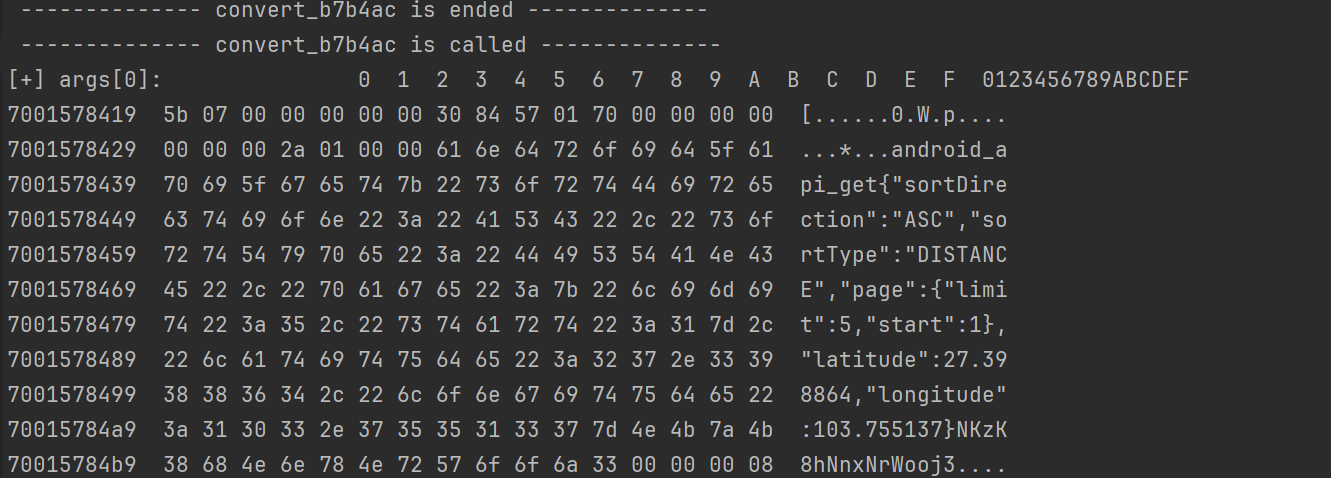 -------------- convert_b7b4ac is ended --------------
-------------- convert_b7b4ac is called --------------
[+] args[0]:               0  1  2  3  4  5  6  7  8  9  A  B  C  D  E  F  0123456789ABCDEF
7001578419  5b 07 00 00 00 00 00 30 84 57 01 70 00 00 00 00  [......0.W.p....
7001578429  00 00 00 2a 01 00 00 61 6e 64 72 6f 69 64 5f 61  ...*...android_a
7001578439  70 69 5f 67 65 74 7b 22 73 6f 72 74 44 69 72 65  pi_get{"sortDire
7001578449  63 74 69 6f 6e 22 3a 22 41 53 43 22 2c 22 73 6f  ction":"ASC","so
7001578459  72 74 54 79 70 65 22 3a 22 44 49 53 54 41 4e 43  rtType":"DISTANC
7001578469  45 22 2c 22 70 61 67 65 22 3a 7b 22 6c 69 6d 69  E","page":{"limi
7001578479  74 22 3a 35 2c 22 73 74 61 72 74 22 3a 31 7d 2c  t":5,"start":1},
7001578489  22 6c 61 74 69 74 75 64 65 22 3a 32 37 2e 33 39  "latitude":27.39
7001578499  38 38 36 34 2c 22 6c 6f 6e 67 69 74 75 64 65 22  8864,"longitude"
70015784a9  3a 31 30 33 2e 37 35 35 31 33 37 7d 4e 4b 7a 4b  :103.755137}NKzK
70015784b9  38 68 4e 6e 78 4e 72 57 6f 6f 6a 33 00 00 00 08  8hNnxNrWooj3....